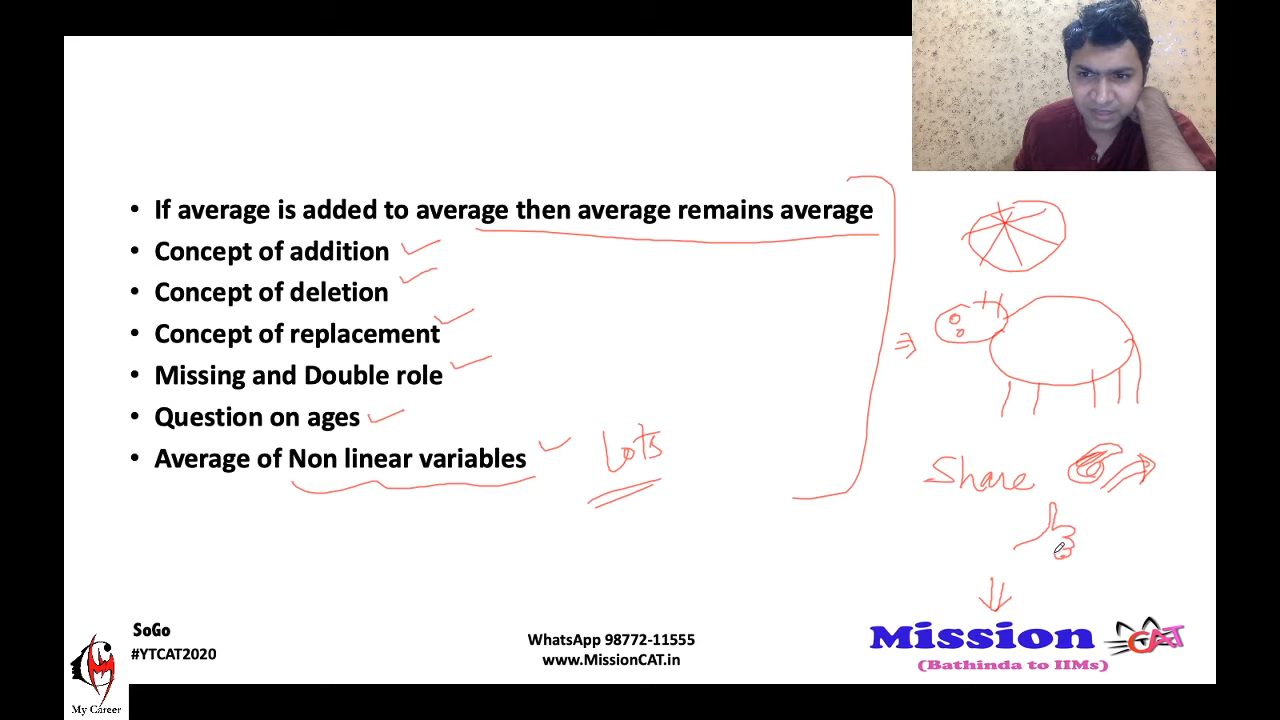 • If average is added to average then average remains average
• Concept of addition
• Concept of deletion
• Concept of replacement
• Missing and Double role
• Question on ages
• Average of Non linear variables
Lots
Share
SoGo
#YTCAT2020
WhatsApp 98772-11555
www.MissionCAT.in
Mission CAT
(Bathinda to IIMs)
My Career